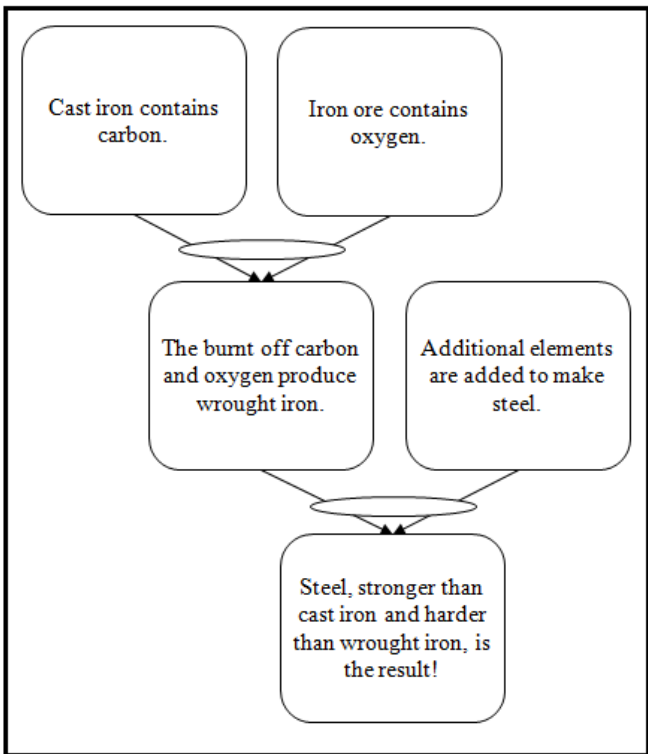 Cast iron contains
carbon.
Iron ore contains
oxygen.
The burnt off carbon
and oxygen produce
wrought iron.
Additional elements
are added to make
steel.
Steel, stronger than
cast iron and harder
than wrought iron, is
the result!